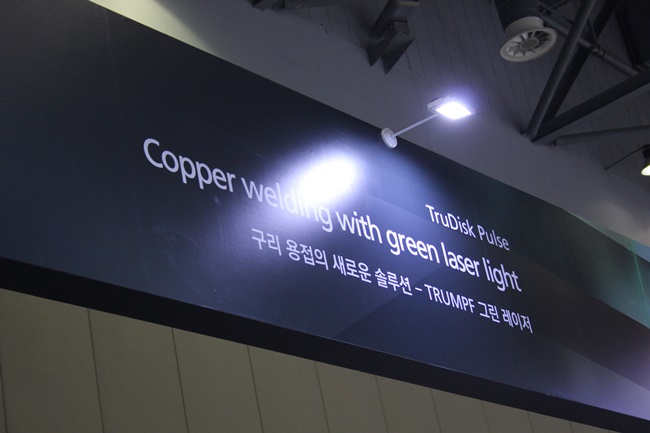 TruDisk Pulse
Copper welding with green laser light
구리 용접의 새로운 솔루션 – TRUMPF 그린 레이저